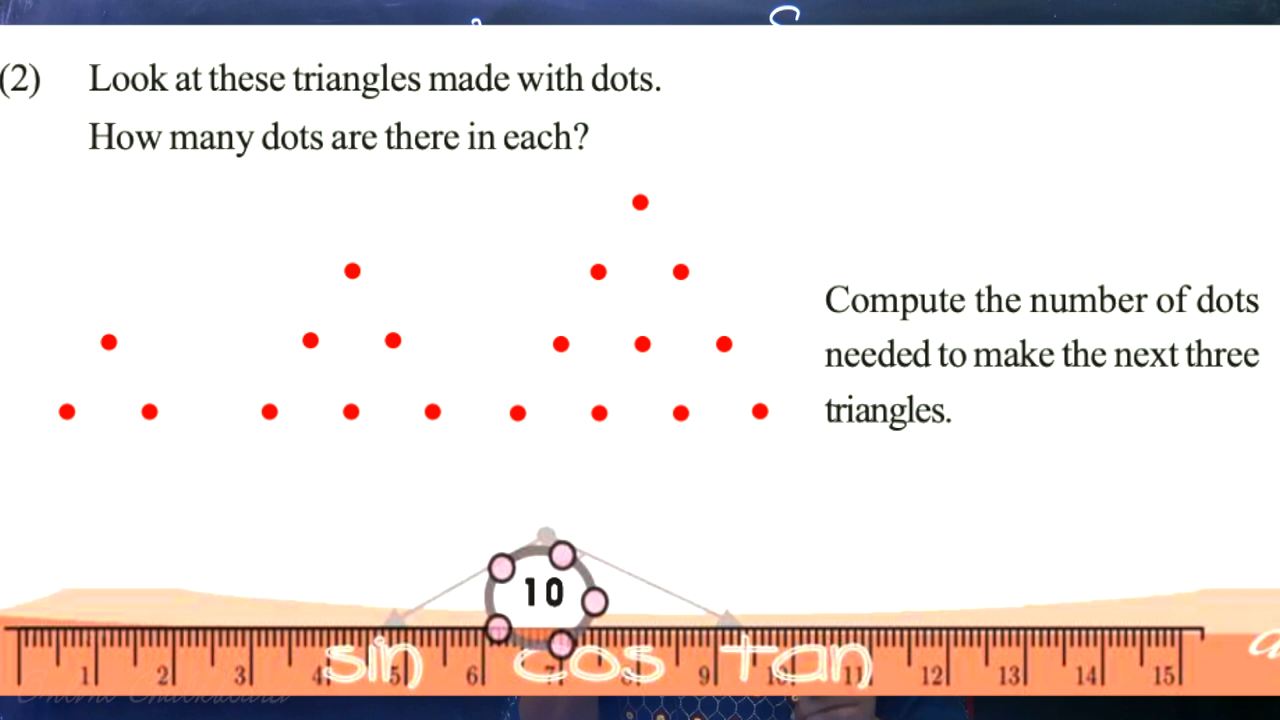 (2) Look at these triangles made with dots.
How many dots are there in each?
Compute the number of dots
needed to make the next three
triangles.
10
sin cos tan
1 2 3 4 5 6 7 8 9 10 11 12 13 14 15